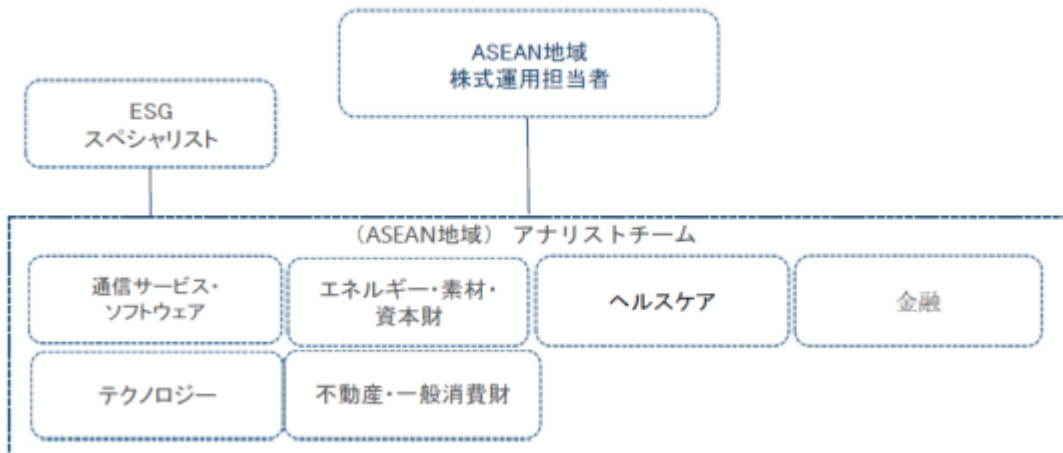 ASEAN地域
株式運用担当者
ESG
スペシャリスト
（ASEAN地域） アナリストチーム
通信サービス・
ソフトウェア
エネルギー・素材・
資本財
ヘルスケア
金融
テクノロジー
不動産・一般消費財